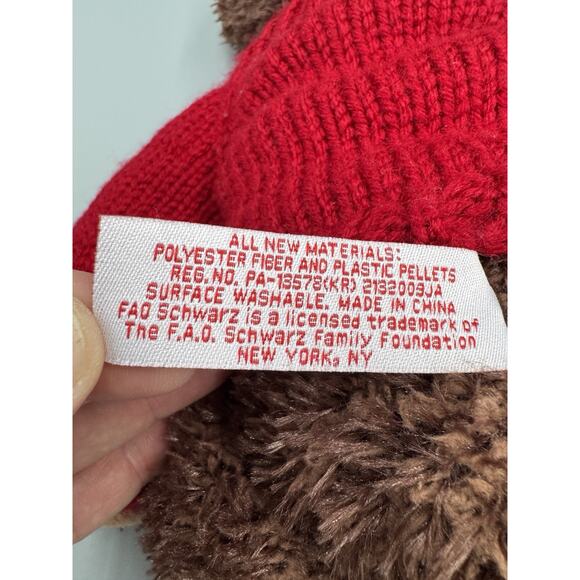 ALL NEW MATERIALS:
POLYESTER FIBER AND PLASTIC PELLETS
REG. NO. PA-13578(KR) 2132009JA
SURFACE WASHABLE. MADE IN CHINA
FAO Schwarz is a licensed trademark of
The F.A.O. Schwarz Family Foundation
NEW YORK, NY